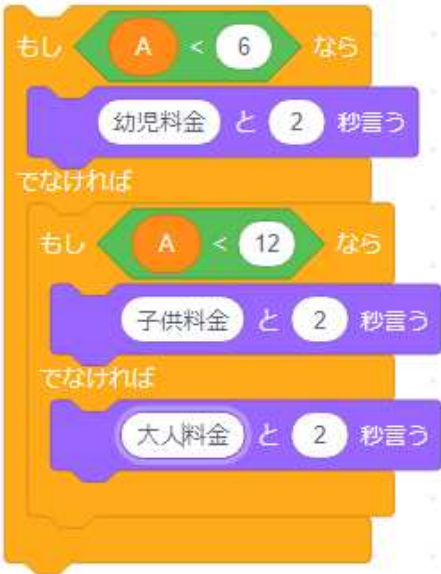 もし A < 6 なら
幼児料金 と 2 秒言う
でなければ
もし A < 12 なら
子供料金 と 2 秒言う
でなければ
大人料金 と 2 秒言う